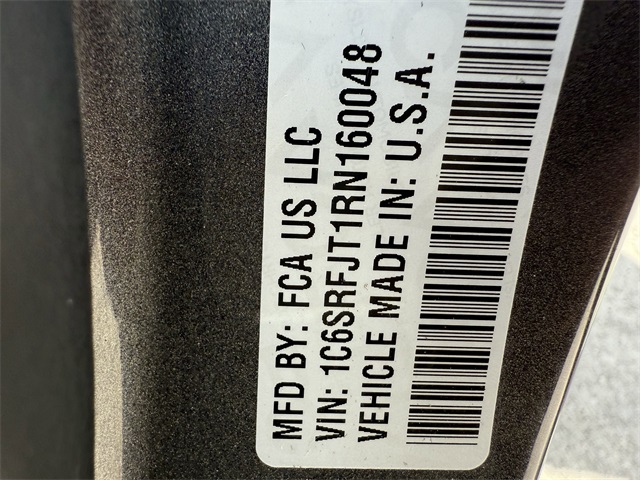 MFD BY: FCA US LLC
VIN: 1C6SRFJT1RN160048
VEHICLE MADE IN: U.S.A.